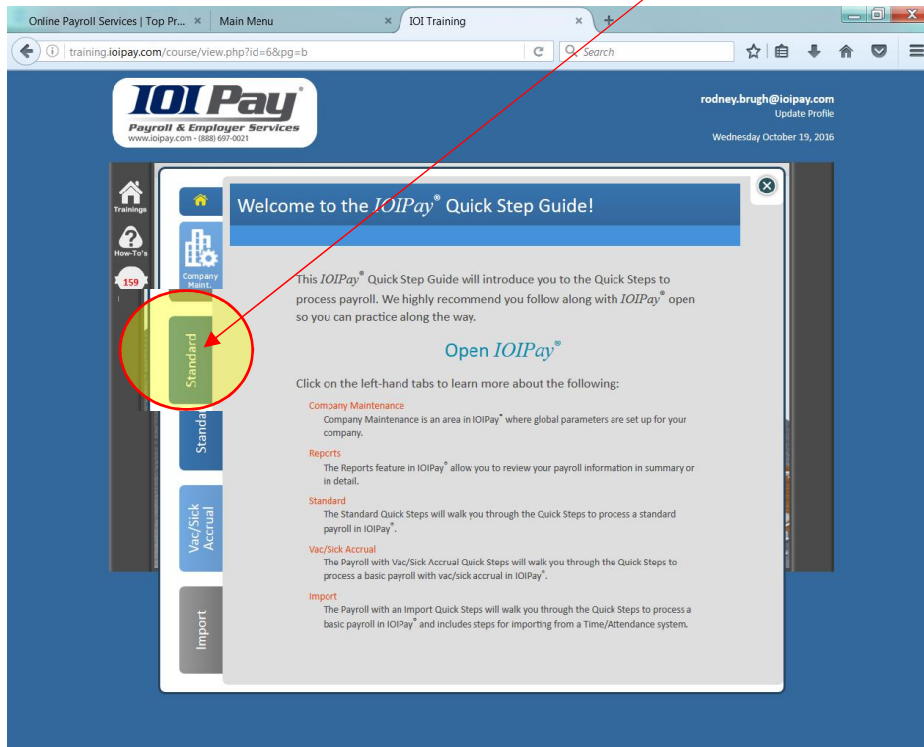 Online Payroll Services | Top Pr... × Main Menu × IOI Training × +
training.ioipay.com/course/view.php?id=6&pg=b Search
IOI Pay®
Payroll & Employer Services
www.ioipay.com - (888) 697-0021
rodney.brugh@ioipay.com
Update Profile
Wednesday October 19, 2016
Trainings
How-To's
159
Company
Maint.
Standard
Standa
Vac/Sick
Accrual
Import
Welcome to the IOIPay® Quick Step Guide!
This IOIPay® Quick Step Guide will introduce you to the Quick Steps to
process payroll. We highly recommend you follow along with IOIPay® open
so you can practice along the way.
Open IOIPay®
Click on the left-hand tabs to learn more about the following:
Company Maintenance
Company Maintenance is an area in IOIPay® where global parameters are set up for your
company.
Reports
The Reports feature in IOIPay® allow you to review your payroll information in summary or
in detail.
Standard
The Standard Quick Steps will walk you through the Quick Steps to process a standard
payroll in IOIPay®.
Vac/Sick Accrual
The Payroll with Vac/Sick Accrual Quick Steps will walk you through the Quick Steps to
process a basic payroll with vac/sick accrual in IOIPay®.
Import
The Payroll with an Import Quick Steps will walk you through the Quick Steps to process a
basic payroll in IOIPay® and includes steps for importing from a Time/Attendance system.